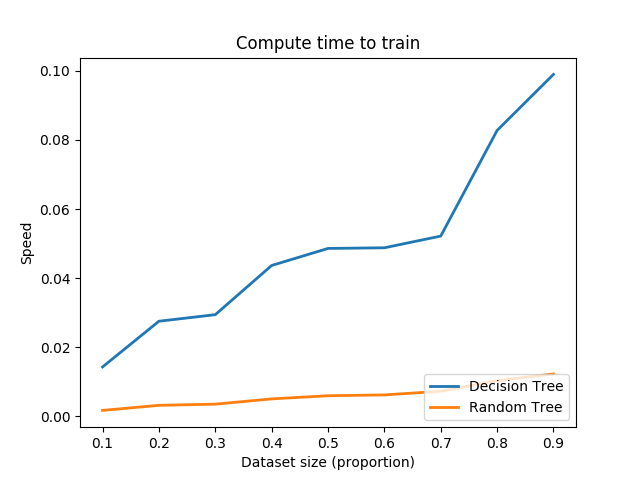 Compute time to train
0.10
0.08
0.06
0.04
0.02
0.00
Speed
0.1 0.2 0.3 0.4 0.5 0.6 0.7 0.8 0.9
Dataset size (proportion)
Decision Tree
Random Tree